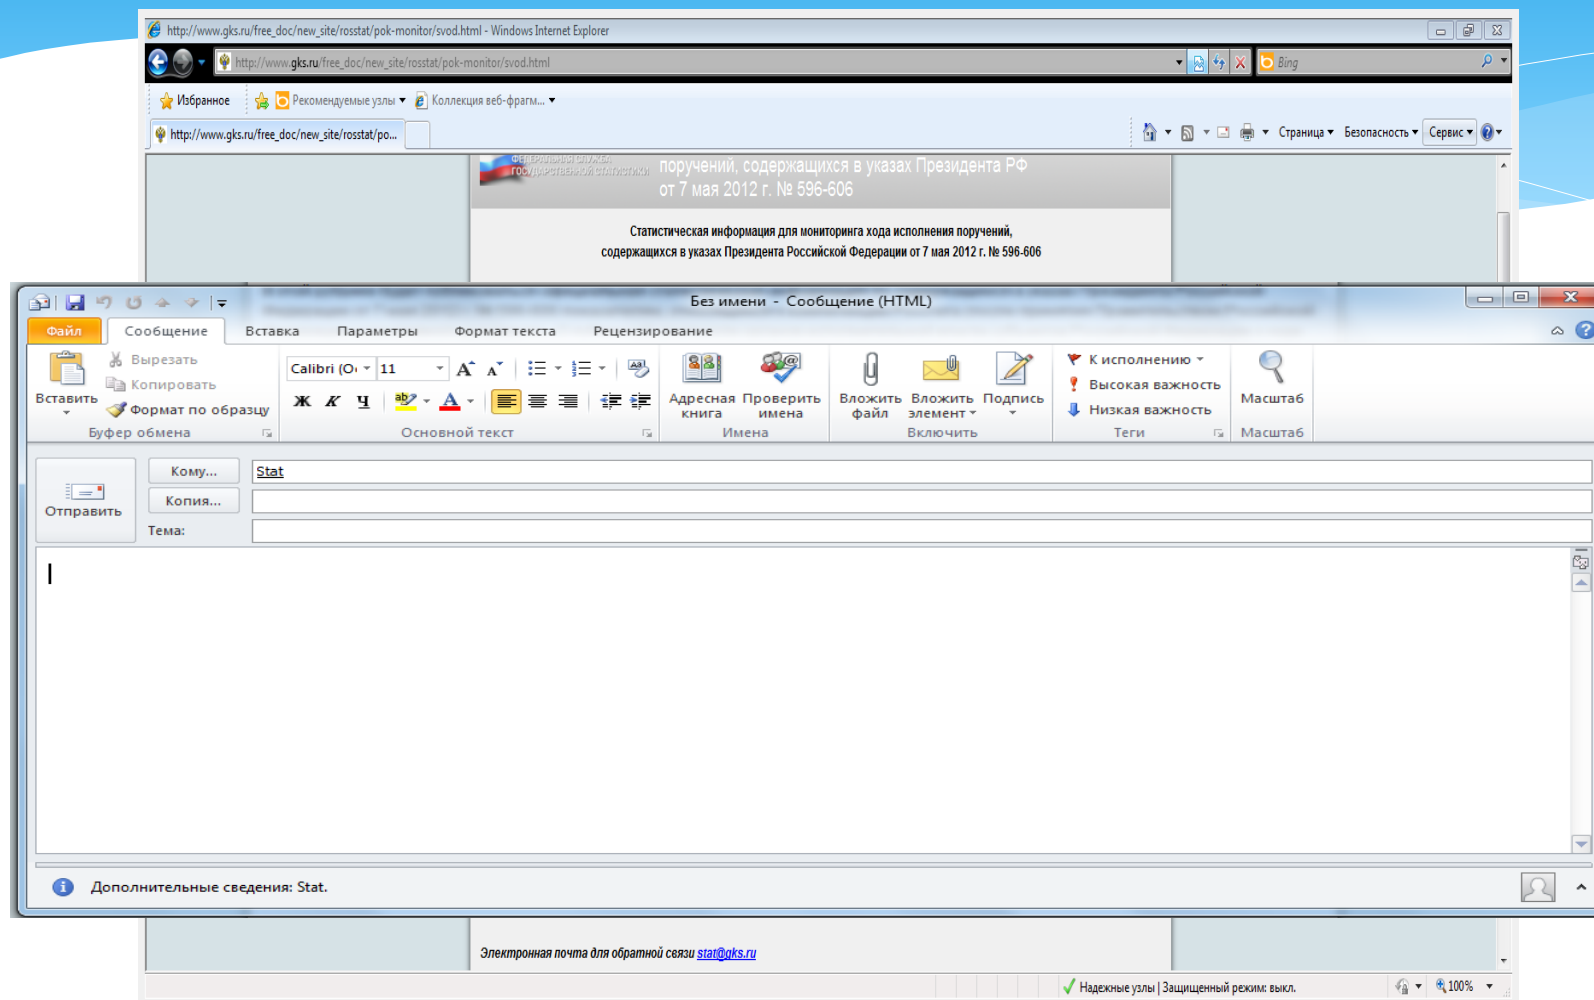 http://www.gks.ru/free_doc/new_site/rosstat/pok-monitor/svod.html - Windows Internet Explorer
http://www.gks.ru/free_doc/new_site/rosstat/pok-monitor/svod.html
Bing
Избранное Рекомендуемые узлы Коллекция веб-фрагм...
http://www.gks.ru/free_doc/new_site/rosstat/po...
Страница Безопасность Сервис
ФЕДЕРАЛЬНАЯ СЛУЖБА
ГОСУДАРСТВЕННОЙ СТАТИСТИКИ
поручений, содержащихся в указах Президента РФ
от 7 мая 2012 г. № 596-606
Статистическая информация для мониторинга хода исполнения поручений,
содержащихся в указах Президента Российской Федерации от 7 мая 2012 г. № 596-606
Без имени - Сообщение (HTML)
Файл Сообщение Вставка Параметры Формат текста Рецензирование
Вставить
Вырезать
Копировать
Формат по образцу
Буфер обмена
Calibri (О 11
Ж К Ч
Основной текст
Адресная книга
Проверить имена
Имена
Вложить файл
Вложить элемент
Подпись
Включить
К исполнению
Высокая важность
Низкая важность
Теги
Масштаб
Масштаб
Отправить
Кому... Stat
Копия...
Тема:
Дополнительные сведения: Stat.
Электронная почта для обратной связи stat@gks.ru
Надежные узлы | Защищенный режим: выкл.
100%